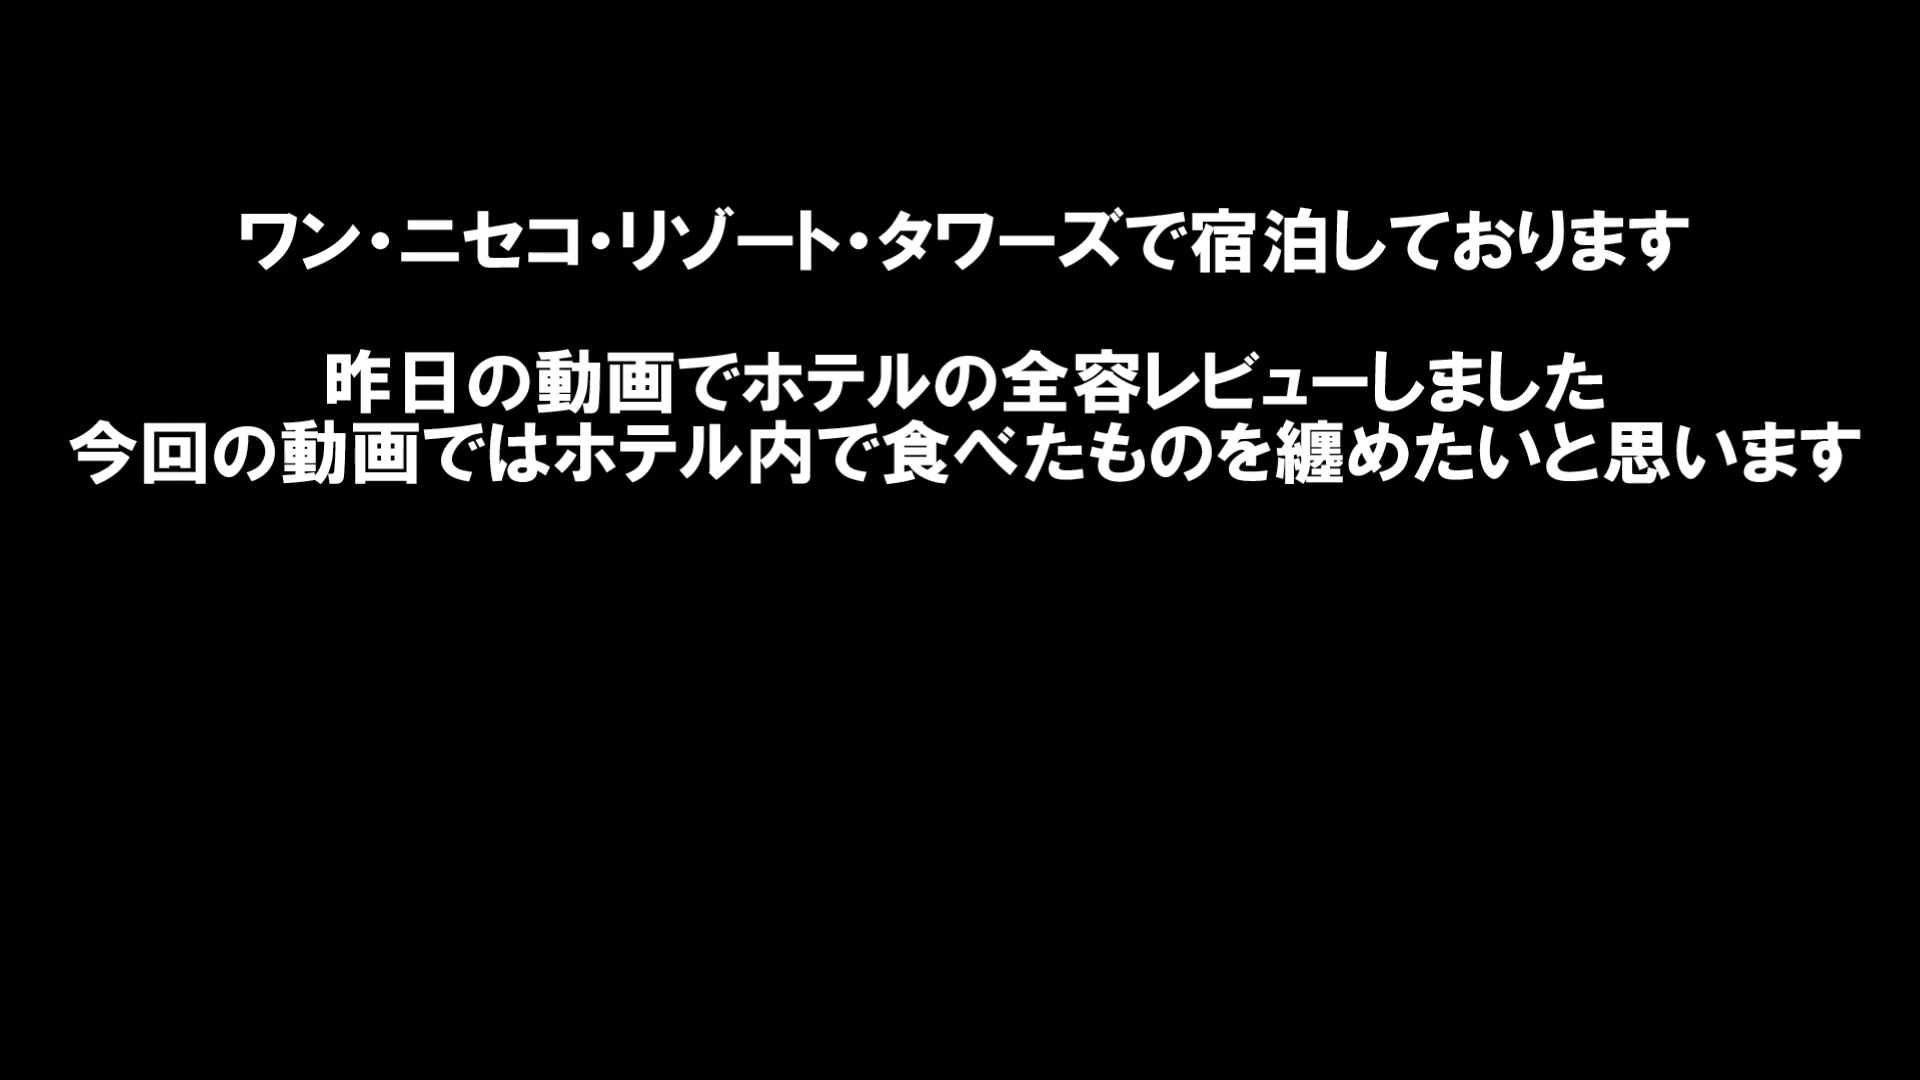 ワン・ニセコ・リゾート・タワーズで宿泊しております
昨日の動画でホテルの全容レビューしました
今回の動画ではホテル内で食べたものを纏めたいと思います